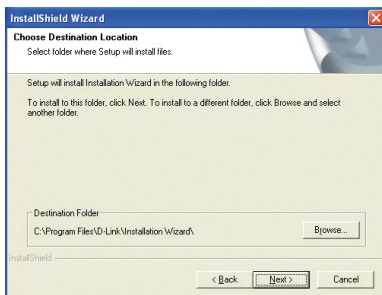 InstallShield Wizard
Choose Destination Location
Select folder where Setup will install files.
Setup will install Installation Wizard in the following folder.
To install to this folder, click Next. To install to a different folder, click Browse and select
another folder.
Destination Folder
C:\Program Files\D-Link\Installation Wizard\
Browse...
InstallShield
< Back
Next >
Cancel